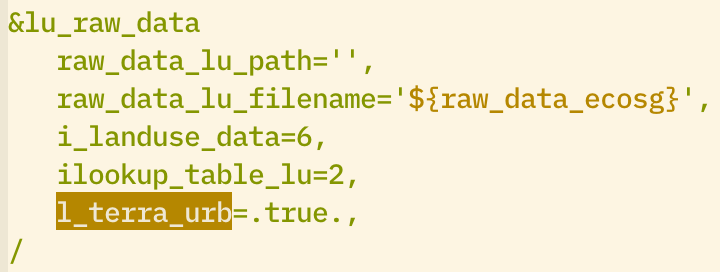 &lu_raw_data
raw_data_lu_path='',
raw_data_lu_filename='${raw_data_ecosg}',
i_landuse_data=6,
ilookup_table_lu=2,
l_terra_urb=.true.,
/